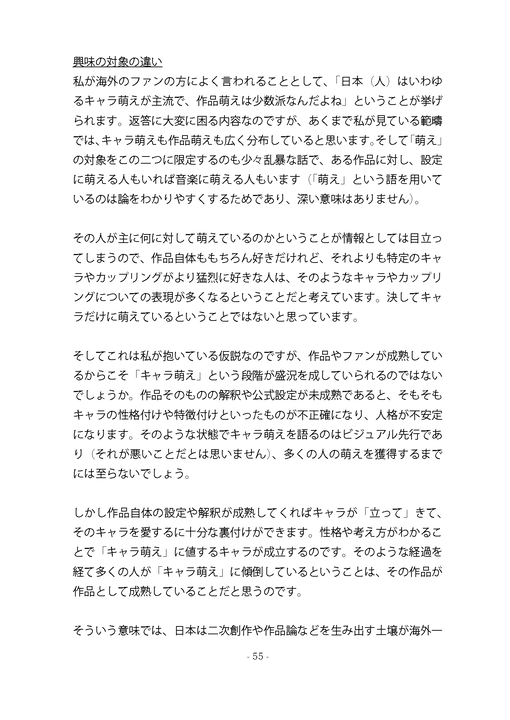 興味の対象の違い
私が海外のファンの方によく言われることとして、「日本（人）はいわゆ
るキャラ萌えが主流で、作品萌えは少数派なんだよね」ということが挙げ
られます。返答に大変に困る内容なのですが、あくまで私が見ている範疇
では、キャラ萌えも作品萌えも広く分布していると思います。そして「萌え」
の対象をこの二つに限定するのも少々乱暴な話で、ある作品に対し、設定
に萌える人もいれば音楽に萌える人もいます（「萌え」という語を用いて
いるのは論をわかりやすくするためであり、深い意味はありません）。
その人が主に何に対して萌えているのかということが情報としては目立っ
てしまうので、作品自体ももちろん好きだけれど、それよりも特定のキャ
ラやカップリングがより猛烈に好きな人は、そのようなキャラやカップリ
ングについての表現が多くなるということだと考えています。決してキャ
ラだけに萌えているということではないと思っています。
そしてこれは私が抱いている仮説なのですが、作品やファンが成熟してい
るからこそ「キャラ萌え」という段階が盛況を成していられるのではない
でしょうか。作品そのものの解釈や公式設定が未成熟であると、そもそも
キャラの性格付けや特徴付けといったものが不正確になり、人格が不安定
になります。そのような状態でキャラ萌えを語るのはビジュアル先行であ
り（それが悪いことだとは思いません）、多くの人の萌えを獲得するまで
には至らないでしょう。
しかし作品自体の設定や解釈が成熟してくればキャラが「立って」きて、
そのキャラを愛するに十分な裏付けができます。性格や考え方がわかるこ
とで「キャラ萌え」に値するキャラが成立するのです。そのような経過を
経て多くの人が「キャラ萌え」に傾倒しているということは、その作品が
作品として成熟していることだと思うのです。
そういう意味では、日本は二次創作や作品論などを生み出す土壌が海外一
- 55 -